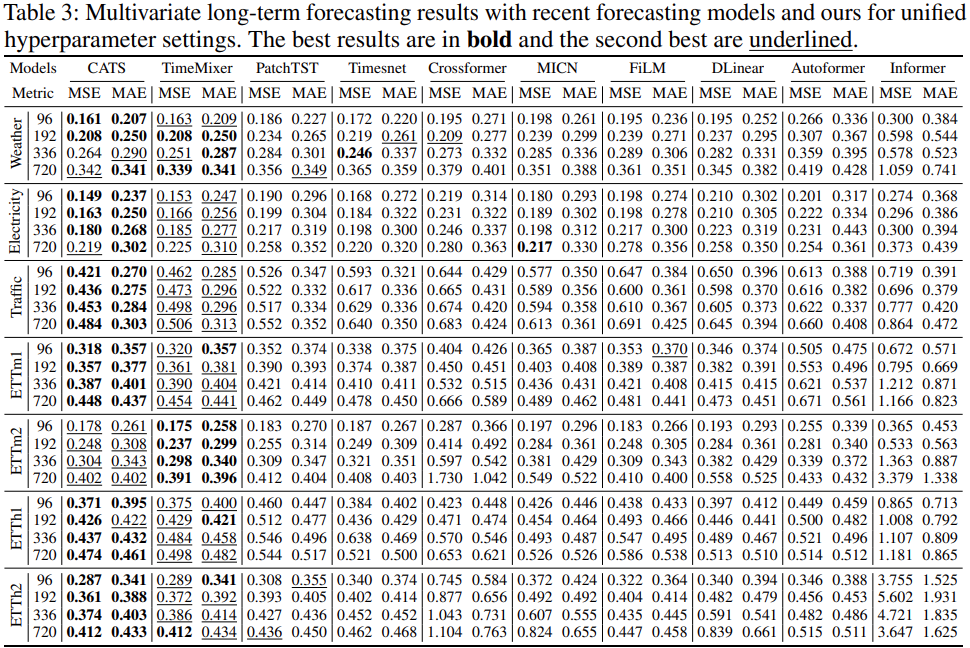 Table 3: Multivariate long-term forecasting results with recent forecasting models and ours for unified
hyperparameter settings. The best results are in bold and the second best are underlined.
Models CATS TimeMixer PatchTST Timesnet Crossformer MICN FiLM DLinear Autoformer Informer
Metric MSE MAE MSE MAE MSE MAE MSE MAE MSE MAE MSE MAE MSE MAE MSE MAE MSE MAE MSE MAE
Weather
96 0.161 0.207 0.163 0.209 0.186 0.227 0.172 0.220 0.195 0.271 0.198 0.261 0.195 0.236 0.195 0.252 0.266 0.336 0.300 0.384
192 0.208 0.250 0.208 0.250 0.234 0.265 0.219 0.261 0.209 0.277 0.239 0.299 0.239 0.271 0.237 0.295 0.307 0.367 0.598 0.544
336 0.264 0.290 0.251 0.287 0.284 0.301 0.246 0.337 0.273 0.332 0.285 0.336 0.289 0.306 0.282 0.331 0.359 0.395 0.578 0.523
720 0.342 0.341 0.339 0.341 0.356 0.349 0.365 0.359 0.379 0.401 0.351 0.388 0.361 0.351 0.345 0.382 0.419 0.428 1.059 0.741
Electricity
96 0.149 0.237 0.153 0.247 0.190 0.296 0.168 0.272 0.219 0.314 0.180 0.293 0.198 0.274 0.210 0.302 0.201 0.317 0.274 0.368
192 0.163 0.250 0.166 0.256 0.199 0.304 0.184 0.322 0.231 0.322 0.189 0.302 0.198 0.278 0.210 0.305 0.222 0.334 0.296 0.386
336 0.180 0.268 0.185 0.277 0.217 0.319 0.198 0.300 0.246 0.337 0.198 0.312 0.217 0.300 0.223 0.319 0.231 0.443 0.300 0.394
720 0.219 0.302 0.225 0.310 0.258 0.352 0.220 0.320 0.280 0.363 0.217 0.330 0.278 0.356 0.258 0.350 0.254 0.361 0.373 0.439
Traffic
96 0.421 0.270 0.462 0.285 0.526 0.347 0.593 0.321 0.644 0.429 0.577 0.350 0.647 0.384 0.650 0.396 0.613 0.388 0.719 0.391
192 0.436 0.275 0.473 0.296 0.522 0.332 0.617 0.336 0.665 0.431 0.589 0.356 0.600 0.361 0.598 0.370 0.616 0.382 0.696 0.379
336 0.453 0.284 0.498 0.296 0.517 0.334 0.629 0.336 0.674 0.420 0.594 0.358 0.610 0.367 0.605 0.373 0.622 0.337 0.777 0.420
720 0.484 0.303 0.506 0.313 0.552 0.352 0.640 0.350 0.683 0.424 0.613 0.361 0.691 0.425 0.645 0.394 0.660 0.408 0.864 0.472
ETTm1
96 0.318 0.357 0.320 0.357 0.352 0.374 0.338 0.375 0.404 0.426 0.365 0.387 0.353 0.370 0.346 0.374 0.505 0.475 0.672 0.571
192 0.357 0.377 0.361 0.381 0.390 0.393 0.374 0.387 0.450 0.451 0.403 0.408 0.389 0.387 0.382 0.391 0.553 0.496 0.795 0.669
336 0.387 0.401 0.390 0.404 0.421 0.414 0.410 0.411 0.532 0.515 0.436 0.431 0.421 0.408 0.415 0.415 0.621 0.537 1.212 0.871
720 0.448 0.437 0.454 0.441 0.462 0.449 0.478 0.450 0.666 0.589 0.489 0.462 0.481 0.441 0.473 0.451 0.671 0.561 1.166 0.823
ETTm2
96 0.178 0.261 0.175 0.258 0.183 0.270 0.187 0.267 0.287 0.366 0.197 0.296 0.183 0.266 0.193 0.293 0.255 0.339 0.365 0.453
192 0.248 0.308 0.237 0.299 0.255 0.314 0.249 0.309 0.414 0.492 0.284 0.361 0.248 0.305 0.284 0.361 0.281 0.340 0.533 0.563
336 0.304 0.343 0.298 0.340 0.309 0.347 0.321 0.351 0.597 0.542 0.381 0.429 0.309 0.343 0.382 0.429 0.339 0.372 1.363 0.887
720 0.402 0.402 0.391 0.396 0.412 0.404 0.408 0.403 1.730 1.042 0.549 0.522 0.410 0.400 0.558 0.525 0.433 0.432 3.379 1.338
ETTh1
96 0.371 0.395 0.375 0.400 0.460 0.447 0.384 0.402 0.423 0.448 0.426 0.446 0.438 0.433 0.397 0.412 0.449 0.459 0.865 0.713
192 0.426 0.422 0.429 0.421 0.512 0.477 0.436 0.429 0.471 0.474 0.454 0.464 0.493 0.466 0.446 0.441 0.500 0.482 1.008 0.792
336 0.437 0.432 0.484 0.458 0.546 0.496 0.638 0.469 0.570 0.546 0.493 0.487 0.547 0.495 0.489 0.467 0.521 0.496 1.107 0.809
720 0.474 0.461 0.498 0.482 0.544 0.517 0.521 0.500 0.653 0.621 0.526 0.526 0.586 0.538 0.513 0.510 0.514 0.512 1.181 0.865
ETTh2
96 0.287 0.341 0.289 0.341 0.308 0.355 0.340 0.374 0.745 0.584 0.372 0.424 0.322 0.364 0.340 0.394 0.346 0.388 3.755 1.525
192 0.361 0.388 0.372 0.392 0.393 0.405 0.402 0.414 0.877 0.656 0.492 0.492 0.404 0.414 0.482 0.479 0.456 0.453 5.602 1.931
336 0.374 0.403 0.386 0.414 0.427 0.436 0.452 0.452 1.043 0.731 0.607 0.555 0.435 0.445 0.591 0.541 0.482 0.486 4.721 1.835
720 0.412 0.433 0.412 0.434 0.436 0.450 0.462 0.468 1.104 0.763 0.824 0.655 0.447 0.458 0.839 0.661 0.515 0.511 3.647 1.625